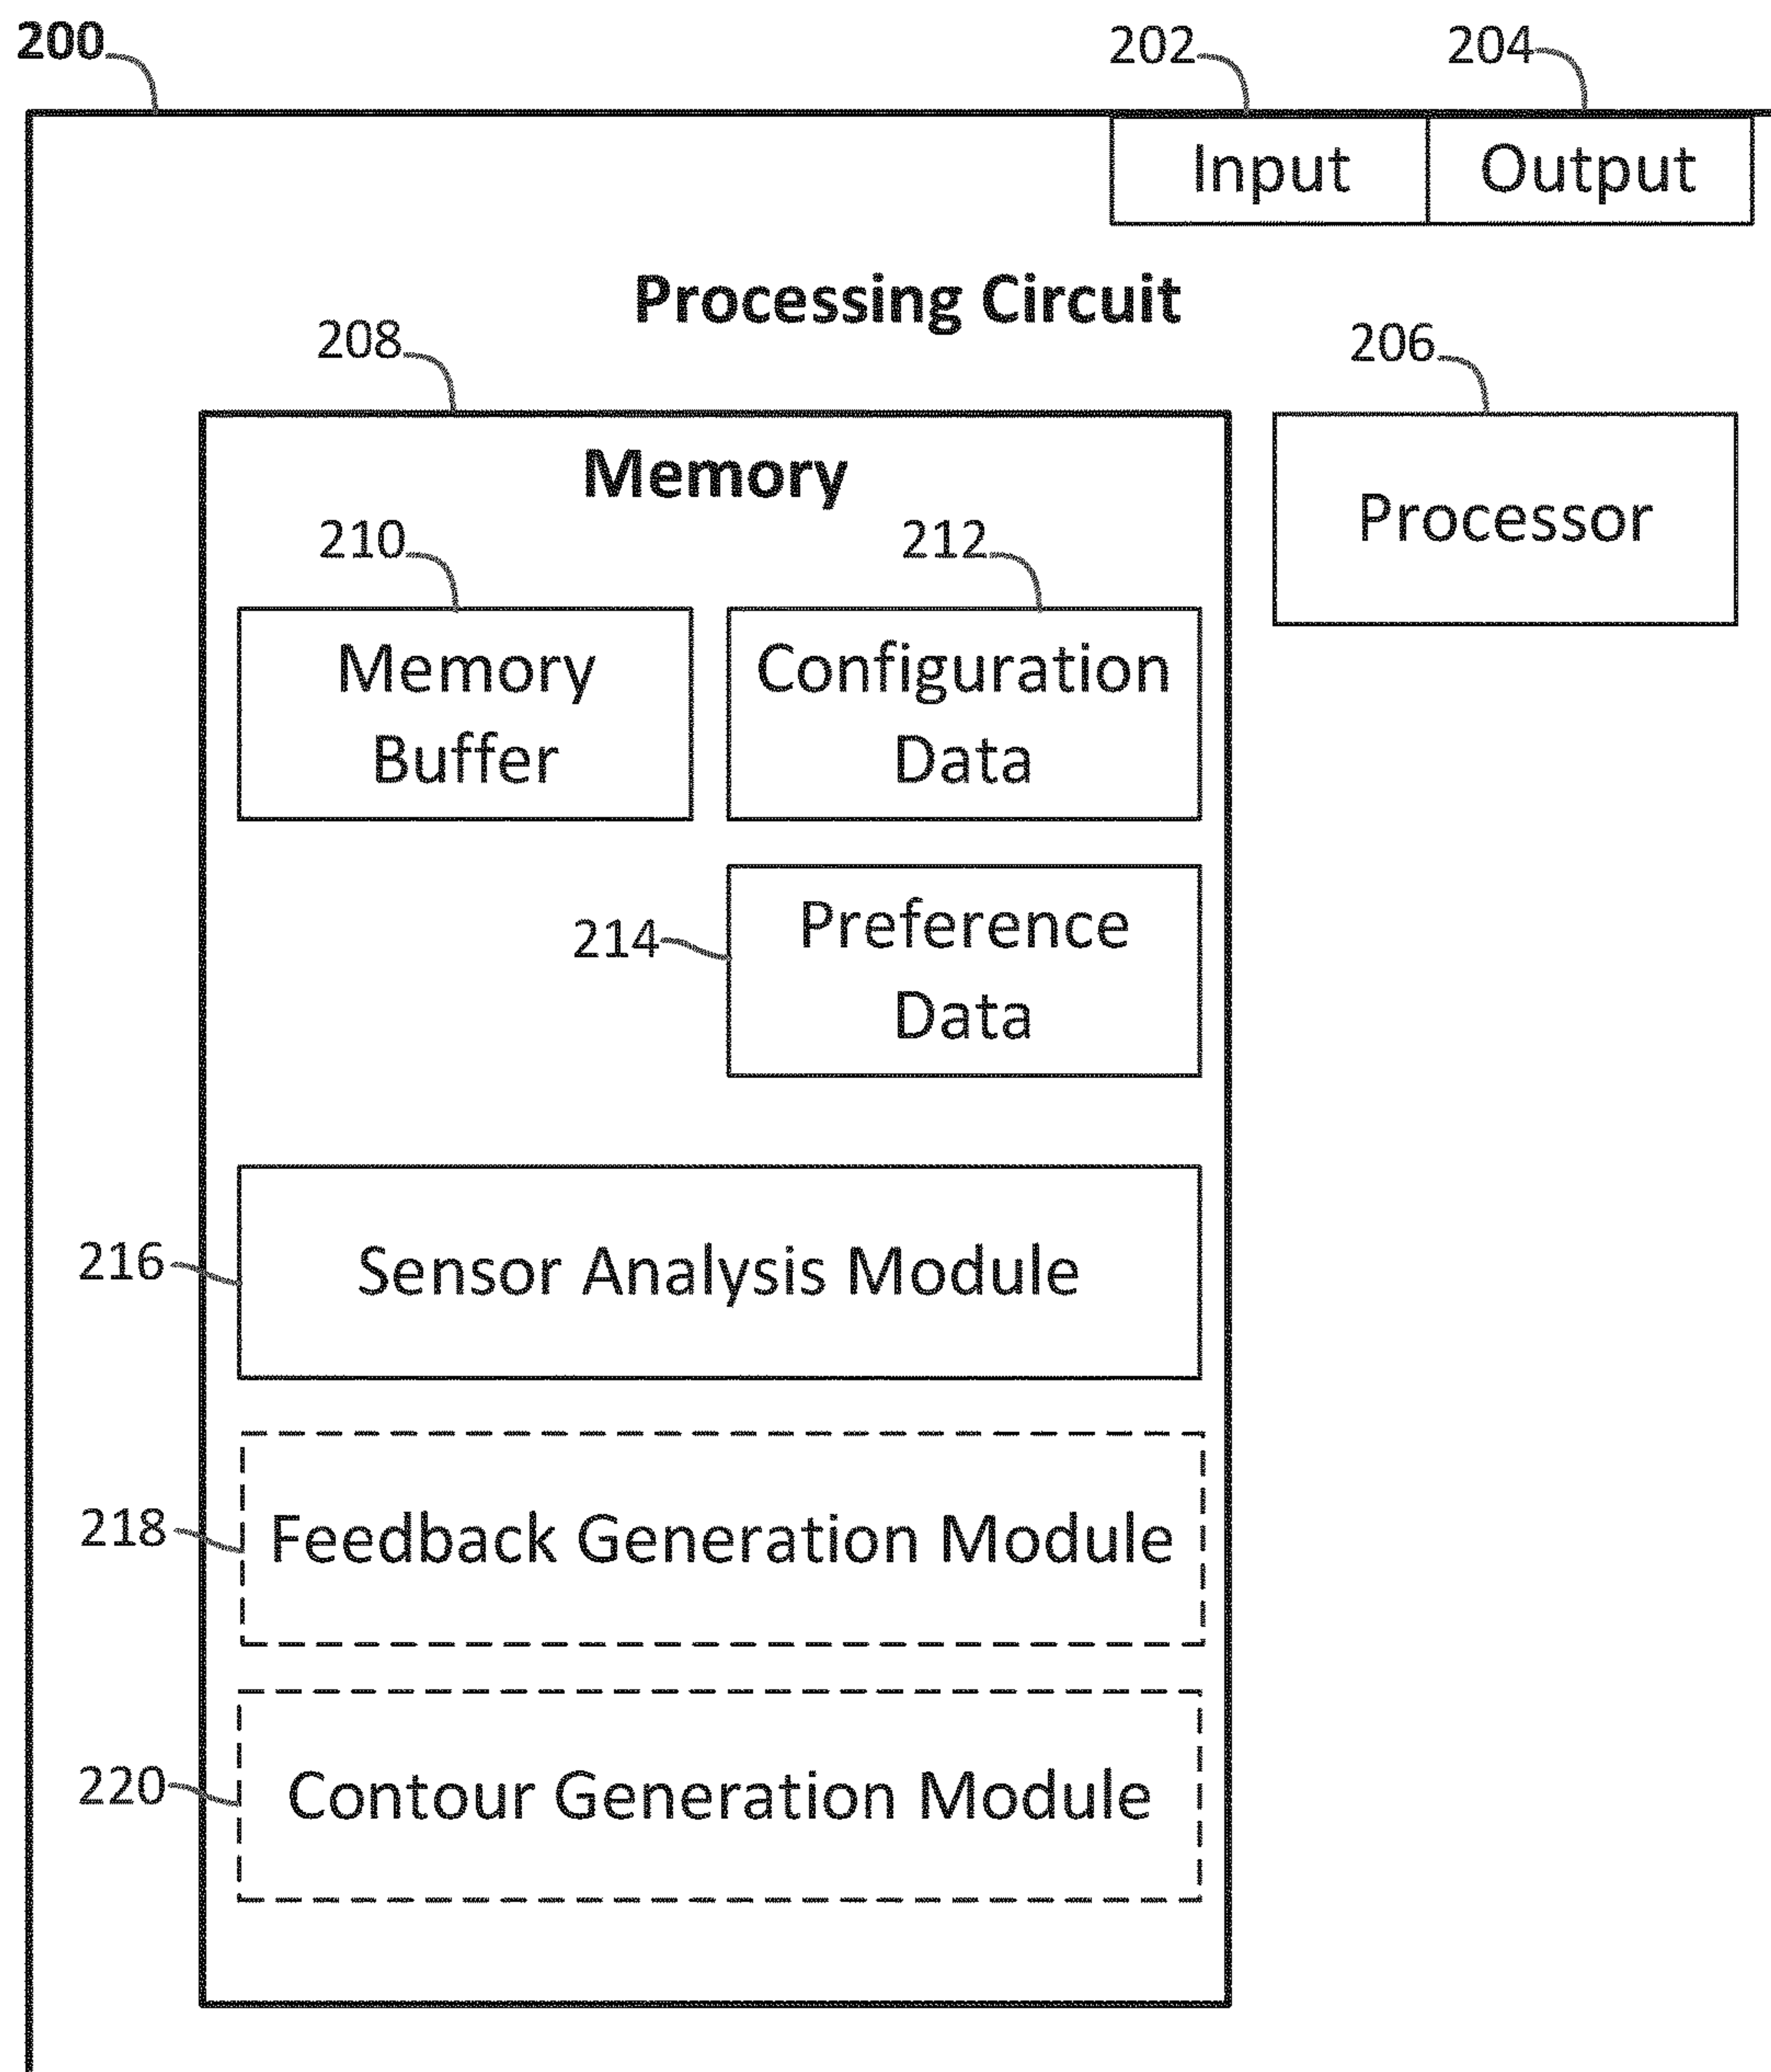 200
202
204
Input
Output
Processing Circuit
208
206
Memory
Processor
210
212
Memory
Buffer
Configuration
Data
214
Preference
Data
216
Sensor Analysis Module
218
Feedback Generation Module
220
Contour Generation Module